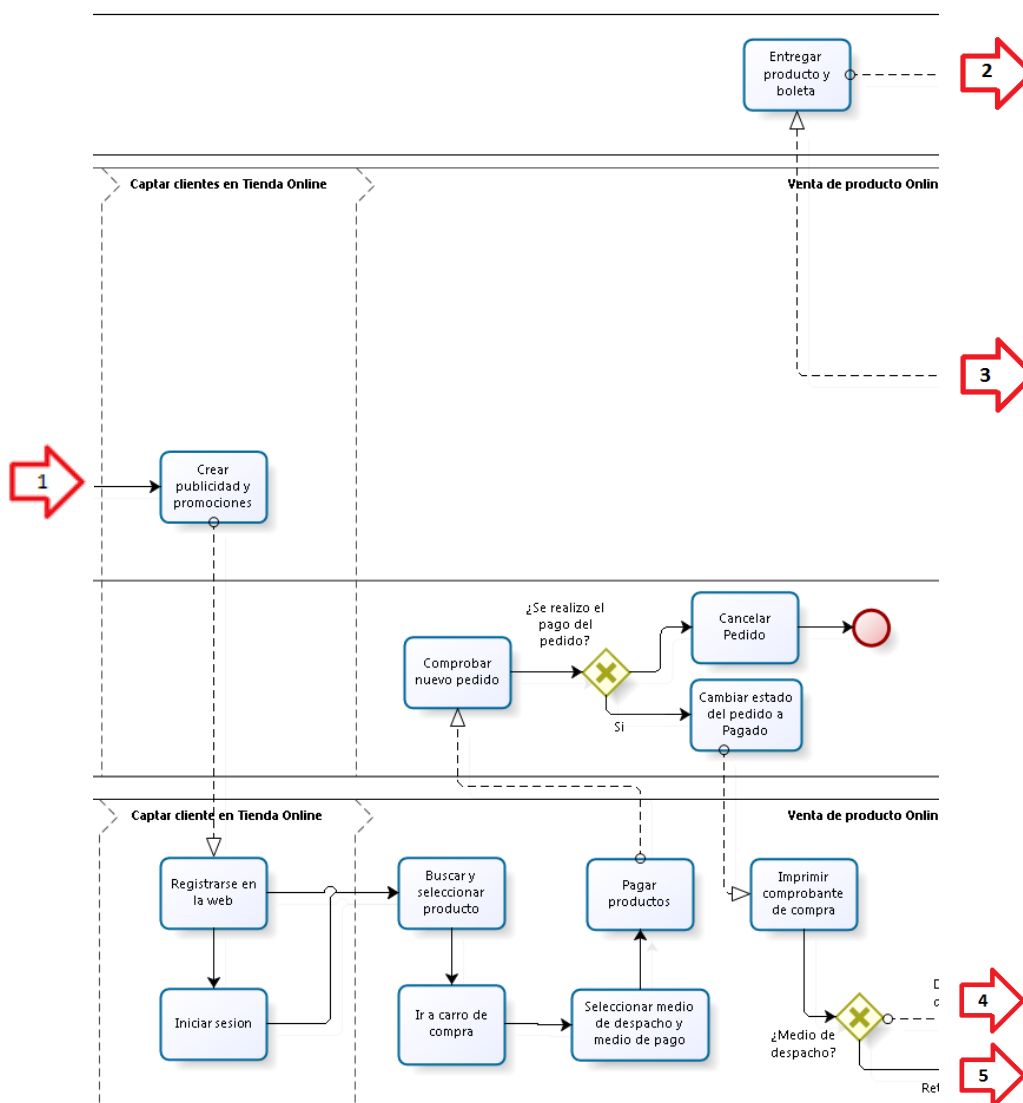 Entregar
producto y
boleta
2
Captar clientes en Tienda Online
Venta de producto Onlin
3
1
Crear
publicidad y
promociones
¿Se realizo el
pago del
pedido?
Cancelar
Pedido
Comprobar
nuevo pedido
Cambiar estado
del pedido a
Pagado
Si
Captar cliente en Tienda Online
Venta de producto Onlin
Registrarse en
la web
Buscar y
seleccionar
producto
Pagar
productos
Imprimir
comprobante
de compra
Iniciar sesion
Ir a carro de
compra
Seleccionar medio
de despacho y
medio de pago
¿Medio de
despacho?
4
5
Ret